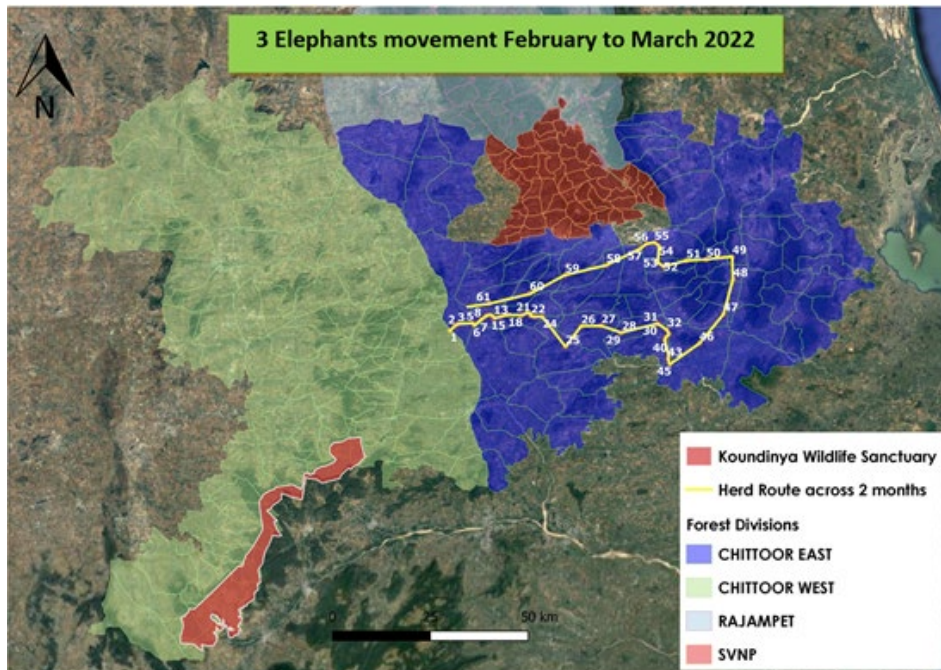 3 Elephants movement February to March 2022
N
56 55
54
57
53 52 51 50 49
58
59
48
60
61
47
2 3 5 8 13 21 22
1 6 7 15 18 24
26 27 31 32
29 28 30
25
40 43 46
45
0 25 50 km
Koundinya Wildlife Sanctuary
Herd Route across 2 months
Forest Divisions
CHITTOOR EAST
CHITTOOR WEST
RAJAMPET
SVNP